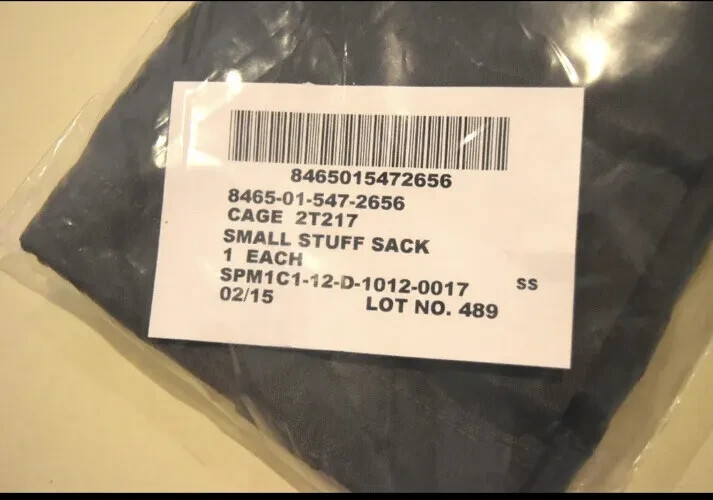 8465015472656
8465-01-547-2656
CAGE 2T217
SMALL STUFF SACK
1 EACH
SPM1C1-12-D-1012-0017 SS
02/15 LOT NO. 489